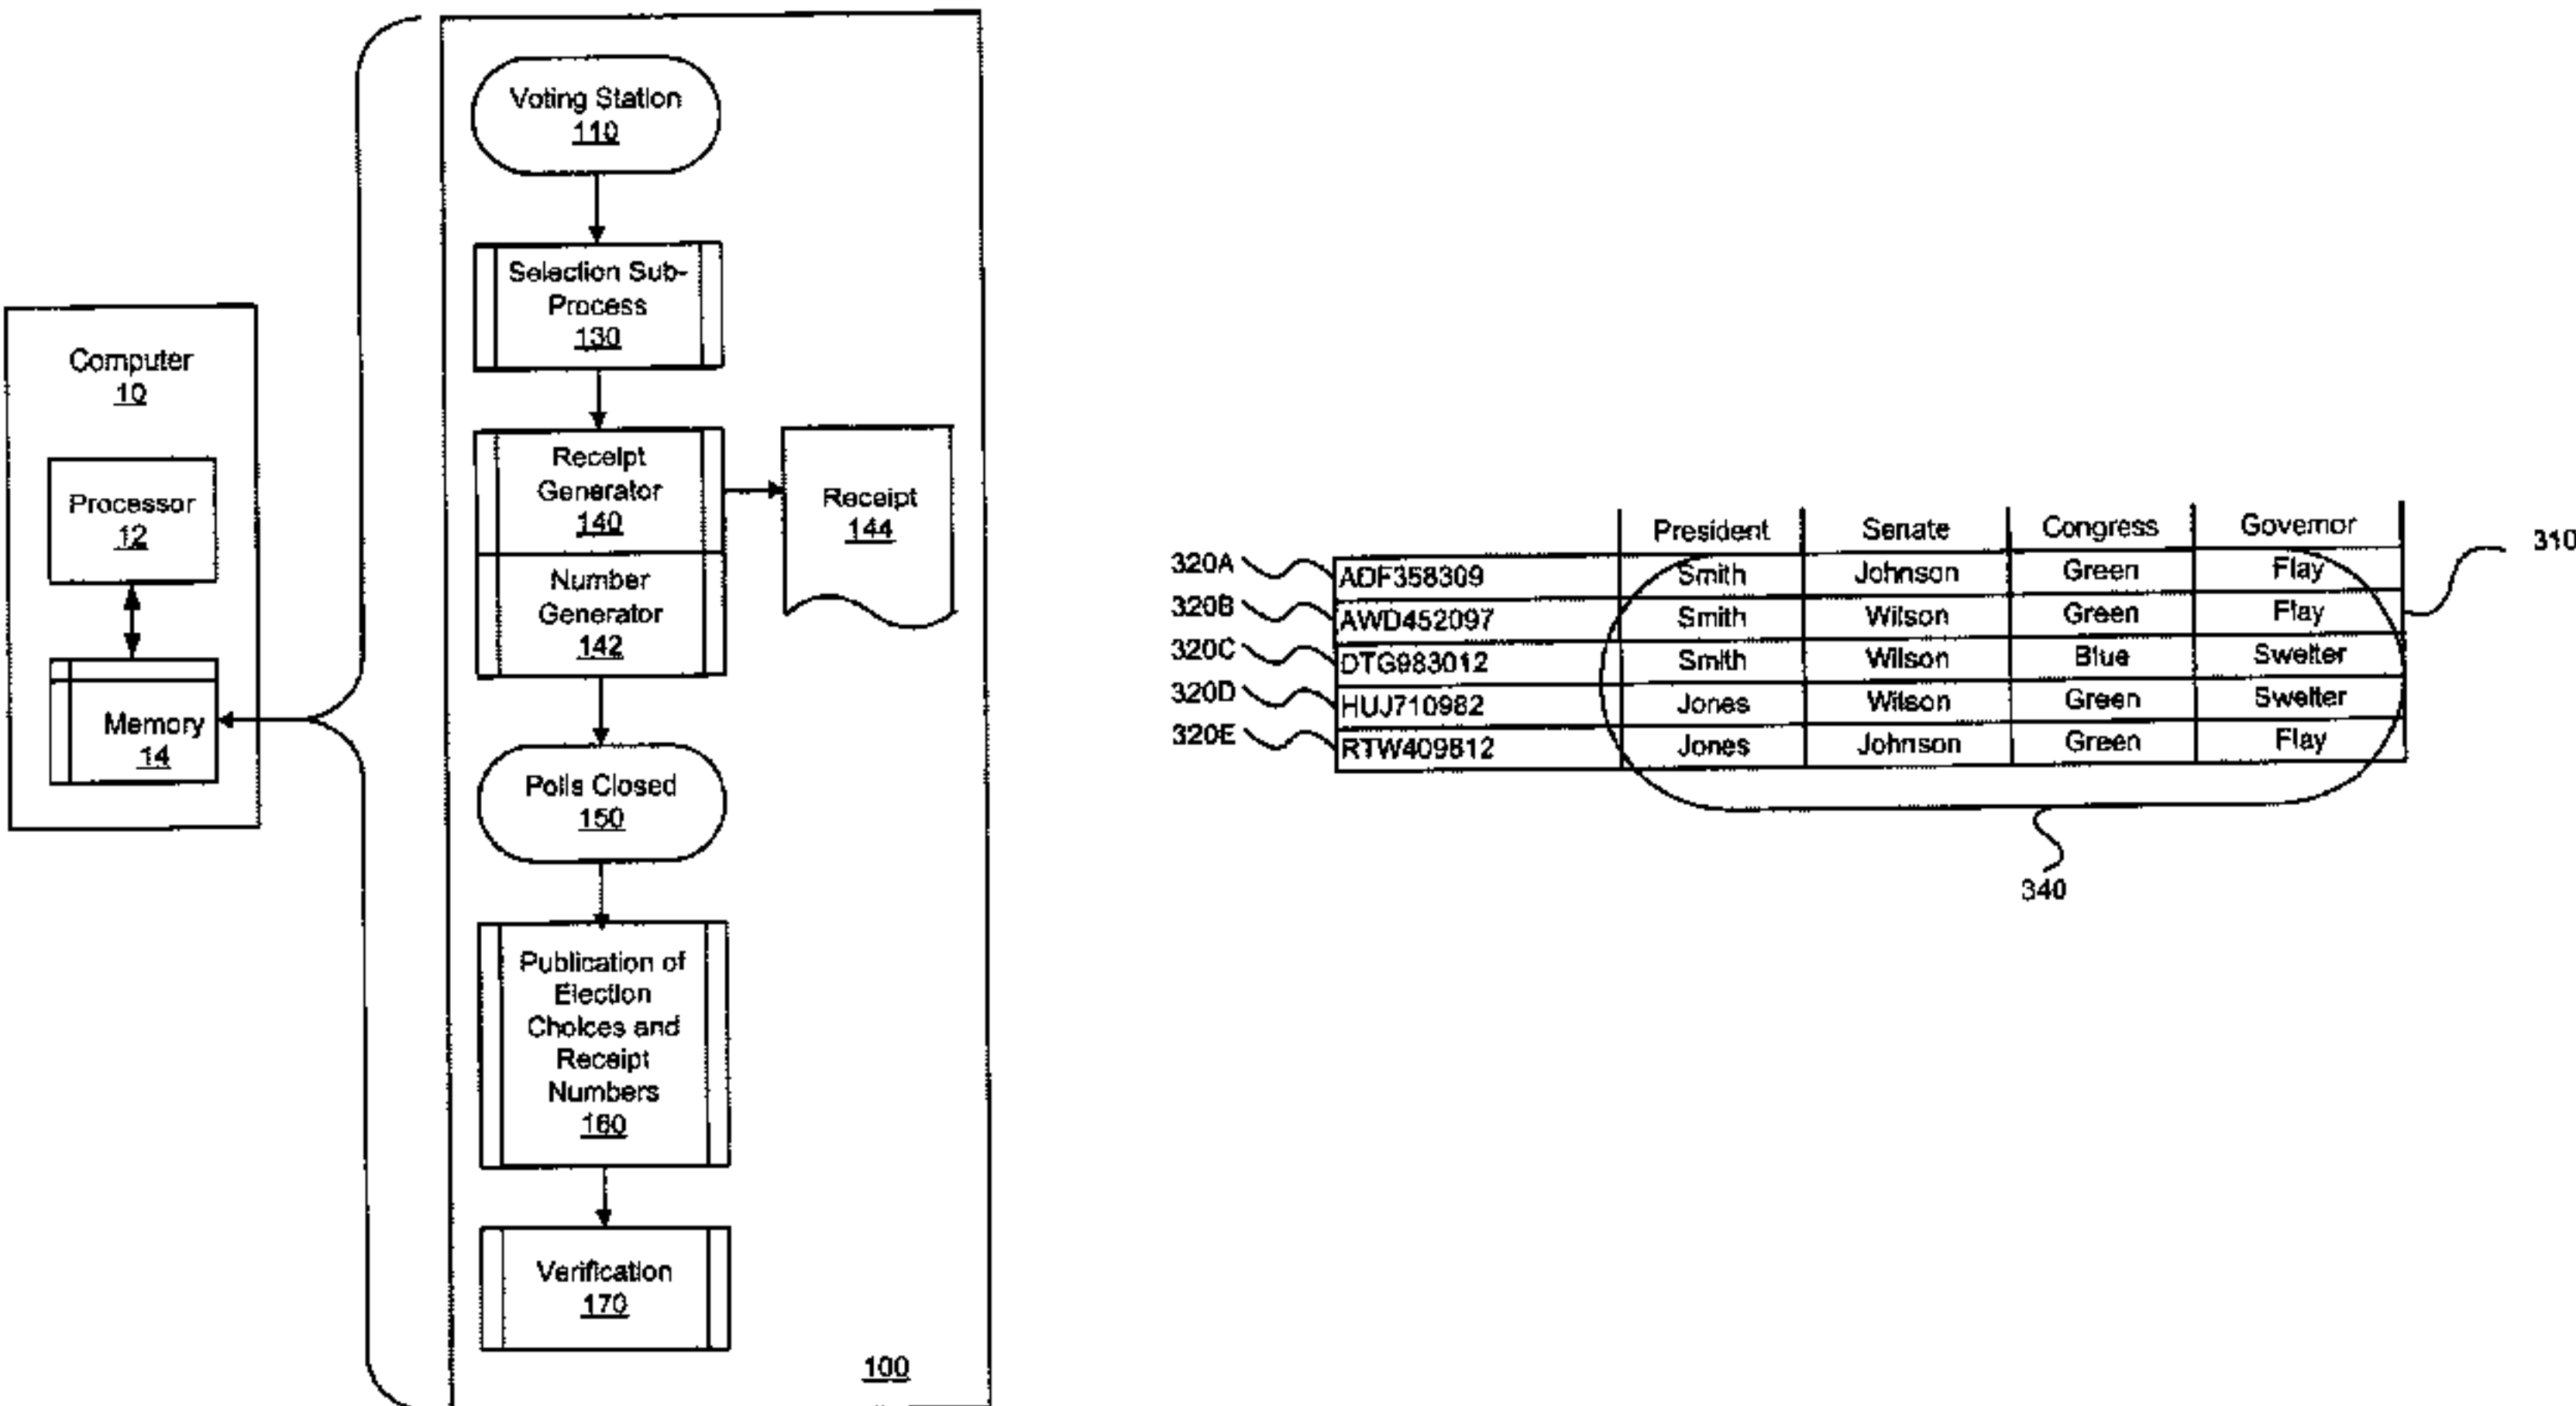 Voting Station
110
Selection Sub-
Process
130
Computer
10
Processor
12
Memory
14
Receipt
Generator
140
Number
Generator
142
Receipt
144
Polls Closed
150
Publication of
Election
Choices and
Receipt
Numbers
160
Verification
170
100
President Senate Congress Governor
310
320A ADF358309 Smith Johnson Green Flay
320B AWD452097 Smith Wilson Green Flay
320C DTG983012 Smith Wilson Blue Swelter
320D HUJ710982 Jones Wilson Green Swelter
320E RTW409812 Jones Johnson Green Flay
340